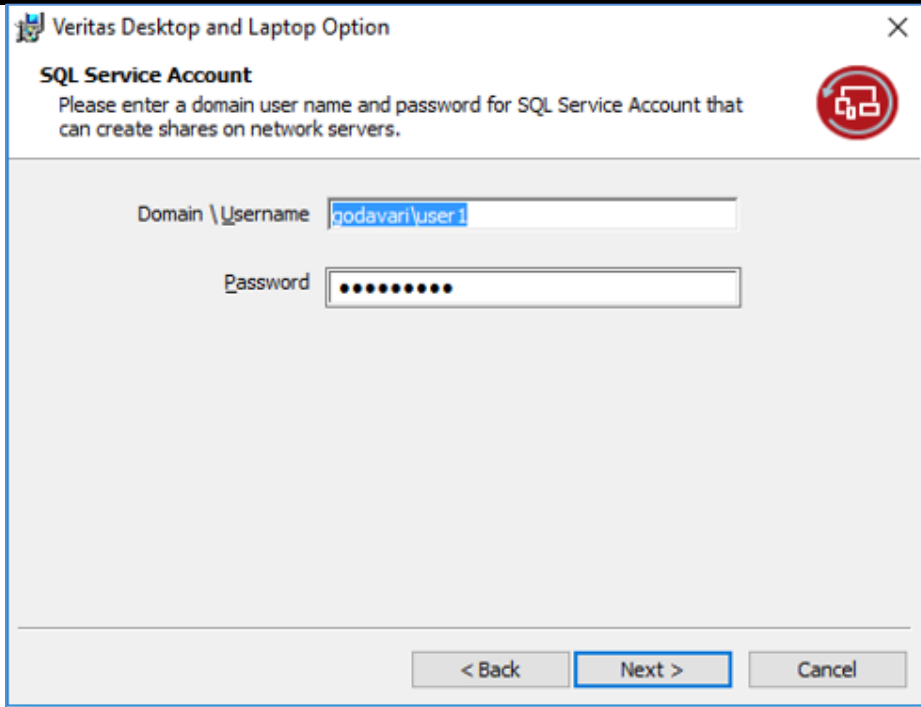 Veritas Desktop and Laptop Option
SQL Service Account
Please enter a domain user name and password for SQL Service Account that
can create shares on network servers.
Domain \ Username godavari\user1
Password ●●●●●●●●●
< Back Next > Cancel